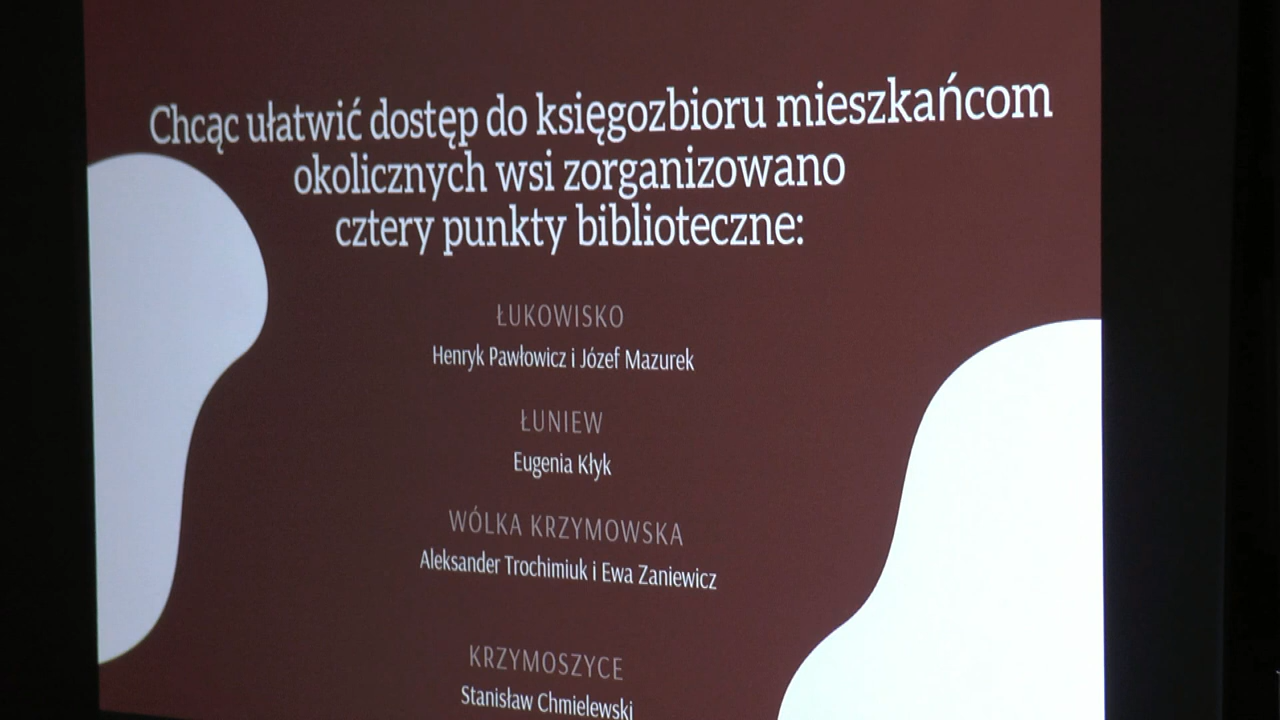 Chcąc ułatwić dostęp do księgozbioru mieszkańcom
okolicznych wsi zorganizowano
cztery punkty biblioteczne:
ŁUKOWISKO
Henryk Pawłowicz i Józef Mazurek
ŁUNIEW
Eugenia Kłyk
WÓLKA KRZYMOWSKA
Aleksander Trochimiuk i Ewa Zaniewicz
KRZYMOSZYCE
Stanisław Chmielewski